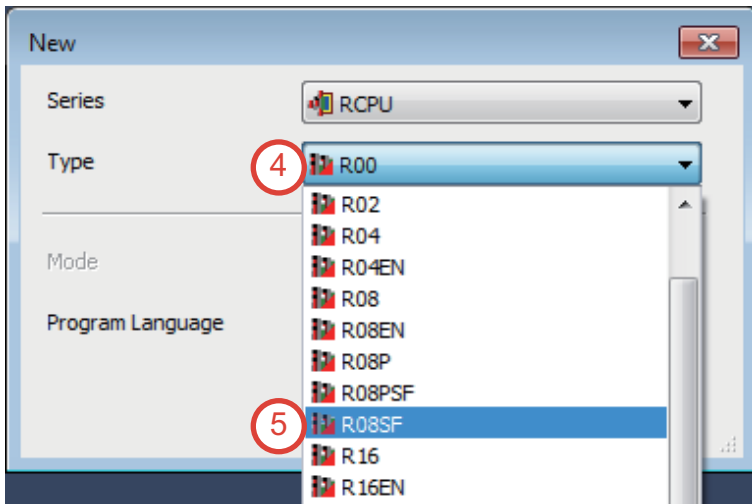 New
Series
RCPU
Type
4
R00
R02
R04
R04EN
Mode
R08
Program Language
R08EN
R08P
R08PSF
5
R08SF
R16
R16EN